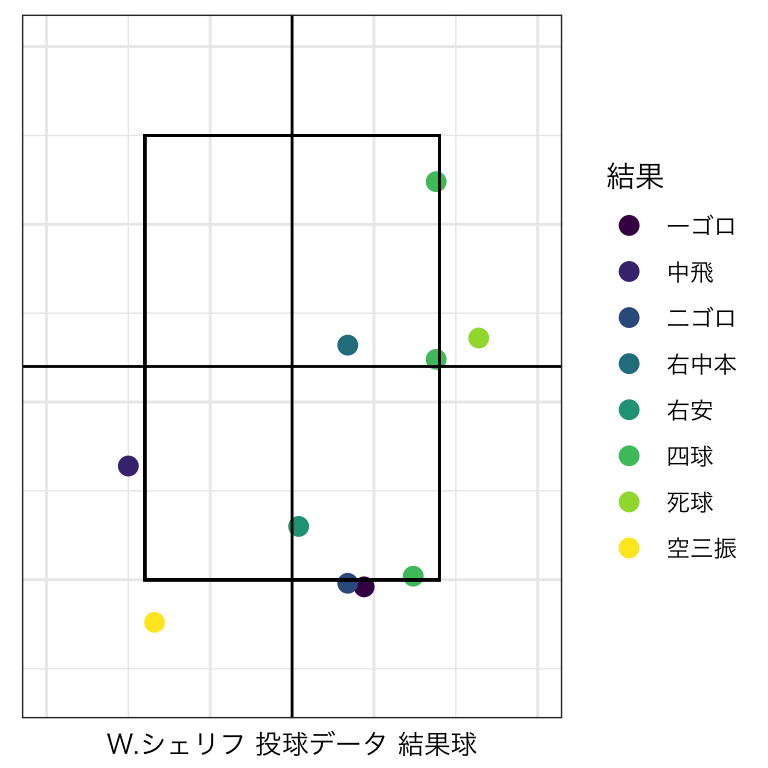 結果
一ゴロ
中飛
二ゴロ
右中本
右安
四球
死球
空三振
W.シェリフ 投球データ 結果球